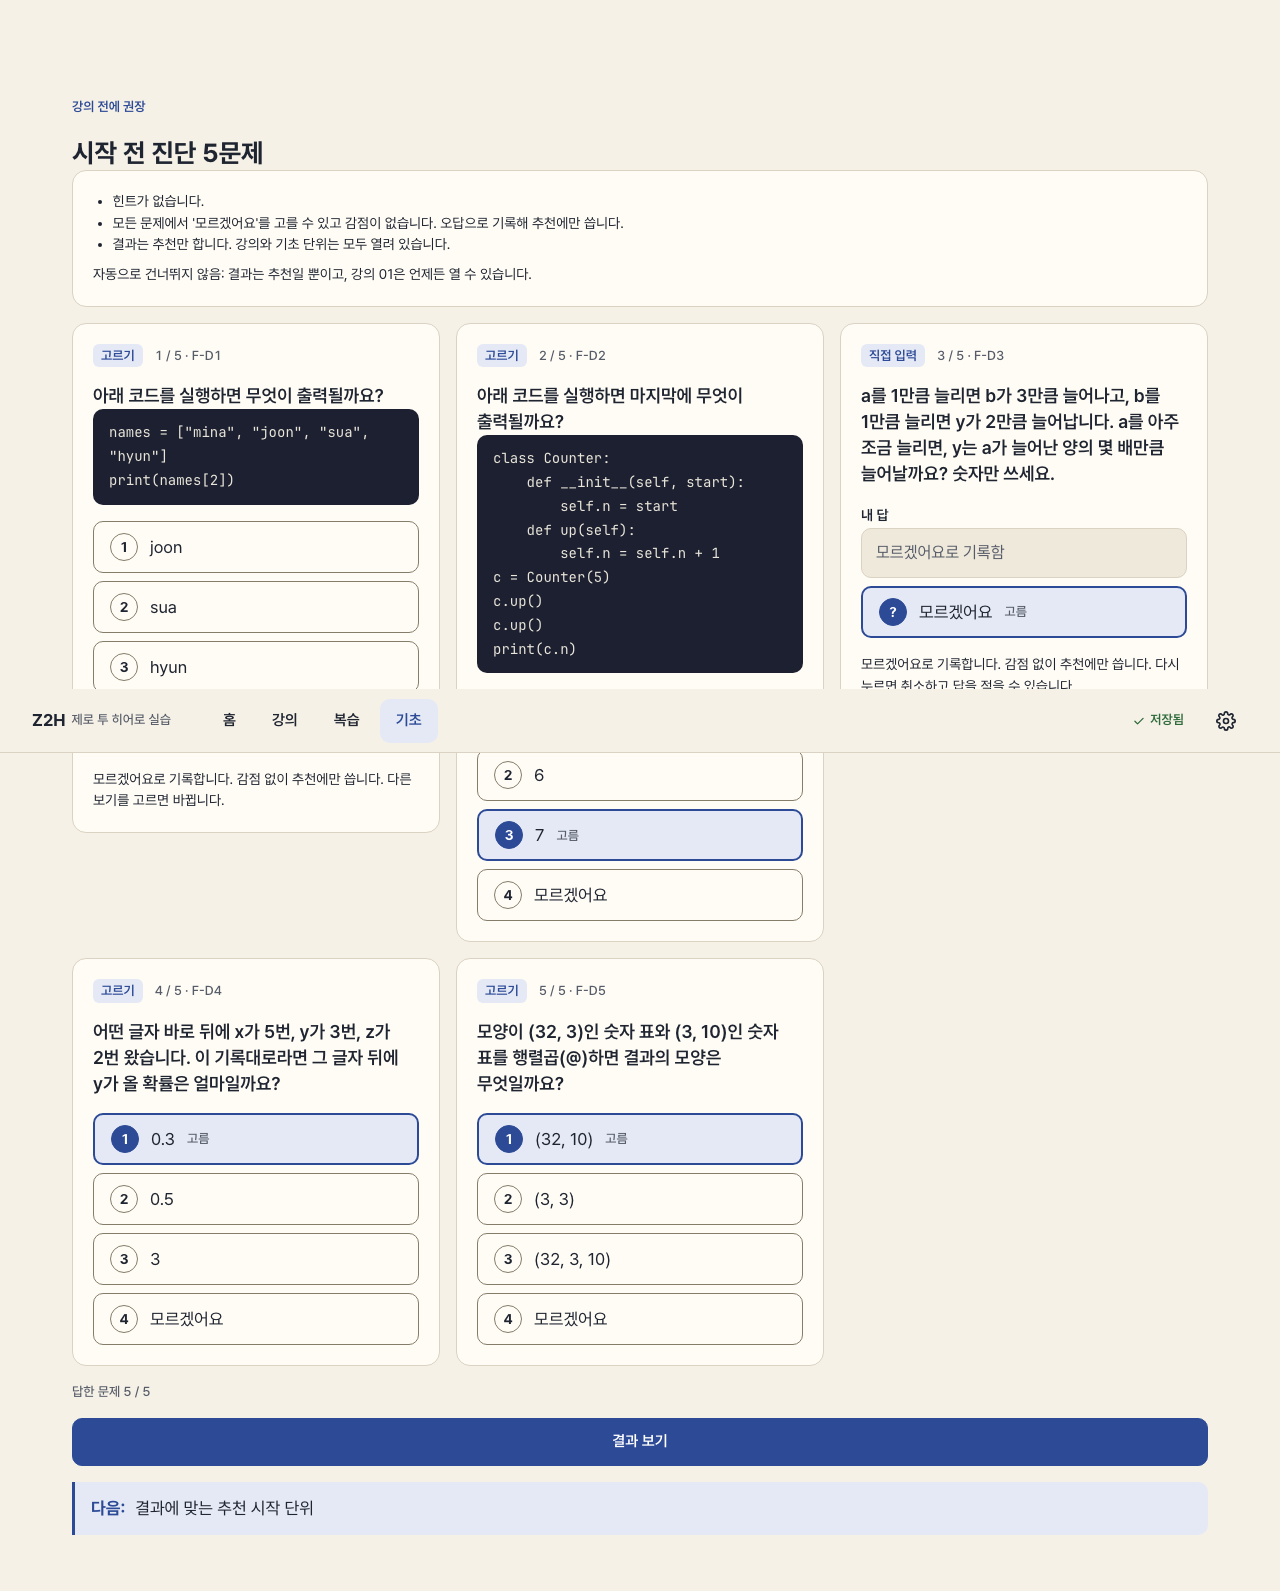 강의 전에 권장
시작 전 진단 5문제
힌트가 없습니다.
모든 문제에서 '모르겠어요'를 고를 수 있고 감점이 없습니다. 오답으로 기록해 추천에만 씁니다.
결과는 추천만 합니다. 강의와 기초 단위는 모두 열려 있습니다.
자동으로 건너뛰지 않음: 결과는 추천일 뿐이고, 강의 01은 언제든 열 수 있습니다.
고르기 1 / 5 · F-D1
아래 코드를 실행하면 무엇이 출력될까요?
names = ["mina", "joon", "sua",
"hyun"]
print(names[2])
1 joon
2 sua
3 hyun
모르겠어요로 기록합니다. 감점 없이 추천에만 씁니다. 다른
보기를 고르면 바뀝니다.
고르기 2 / 5 · F-D2
아래 코드를 실행하면 마지막에 무엇이
출력될까요?
class Counter:
    def __init__(self, start):
        self.n = start
    def up(self):
        self.n = self.n + 1
c = Counter(5)
c.up()
c.up()
print(c.n)
2 6
3 7 고름
4 모르겠어요
직접 입력 3 / 5 · F-D3
a를 1만큼 늘리면 b가 3만큼 늘어나고, b를
1만큼 늘리면 y가 2만큼 늘어납니다. a를 아주
조금 늘리면, y는 a가 늘어난 양의 몇 배만큼
늘어날까요? 숫자만 쓰세요.
내 답
모르겠어요로 기록함
? 모르겠어요 고름
모르겠어요로 기록합니다. 감점 없이 추천에만 씁니다. 다시
누르면 취소하고 답을 적을 수 있습니다
Z2H 제로 투 히어로 실습 홈 강의 복습 기초 저장됨
고르기 4 / 5 · F-D4
어떤 글자 바로 뒤에 x가 5번, y가 3번, z가
2번 왔습니다. 이 기록대로라면 그 글자 뒤에
y가 올 확률은 얼마일까요?
1 0.3 고름
2 0.5
3 3
4 모르겠어요
고르기 5 / 5 · F-D5
모양이 (32, 3)인 숫자 표와 (3, 10)인 숫자
표를 행렬곱(@)하면 결과의 모양은
무엇일까요?
1 (32, 10) 고름
2 (3, 3)
3 (32, 3, 10)
4 모르겠어요
답한 문제 5 / 5
결과 보기
다음: 결과에 맞는 추천 시작 단위